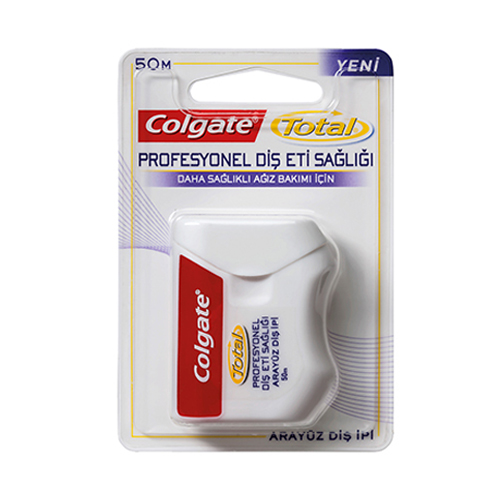 50M
YENİ
Colgate® Total
PROFESYONEL DİŞ ETİ SAĞLIĞI
DAHA SAĞLIKLI AĞIZ BAKIMI İÇİN
Colgate®
Total
PROFESYONEL
DİŞ ETİ SAĞLIĞI
ARAYÜZ DİŞ İPİ
50m
ARAYÜZ DİŞ İPİ